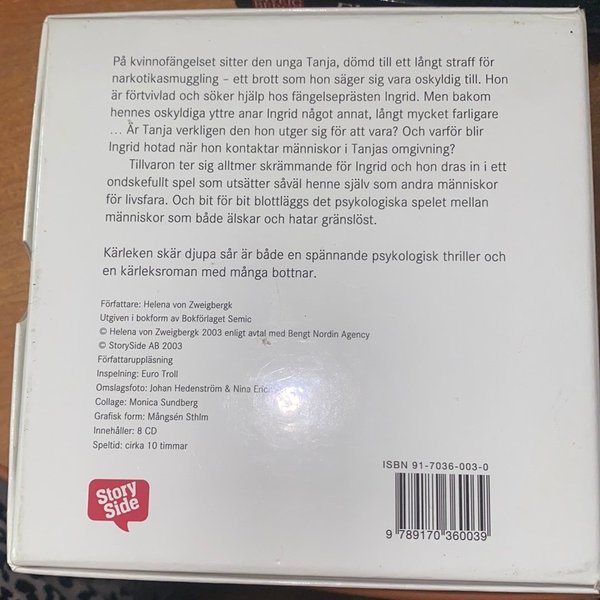 På kvinnofängelset sitter den unga Tanja, dömd till ett långt straff för
narkotikasmuggling – ett brott som hon säger sig vara oskyldig till. Hon
är förtvivlad och söker hjälp hos fängelseprästen Ingrid. Men bakom
hennes oskyldiga yttre anar Ingrid något annat, långt mycket farligare
... Är Tanja verkligen den hon utger sig för att vara? Och varför blir
Ingrid hotad när hon kontaktar människor i Tanjas omgivning?
Tillvaron ter sig alltmer skrämmande för Ingrid och hon dras in i ett
ondskefullt spel som utsätter såväl henne själv som andra människor
för livsfara. Och bit för bit blottläggs det psykologiska spelet mellan
människor som både älskar och hatar gränslöst.
Kärleken skär djupa sår är både en spännande psykologisk thriller och
en kärleksroman med många bottnar.
Författare: Helena von Zweigbergk
Utgiven i bokform av Bokförlaget Semic
© Helena von Zweigbergk 2003 enligt avtal med Bengt Nordin Agency
© StorySide AB 2003
Författaruppläsning
Inspelning: Euro Troll
Omslagsfoto: Johan Hedenström & Nina
Collage: Monica Sundberg
Grafisk form: Mångsén Sthlm
Innehåller: 8 CD
Speltid: cirka 10 timmar
Story
Side
ISBN 91-7036-003-0
9 789170 360039